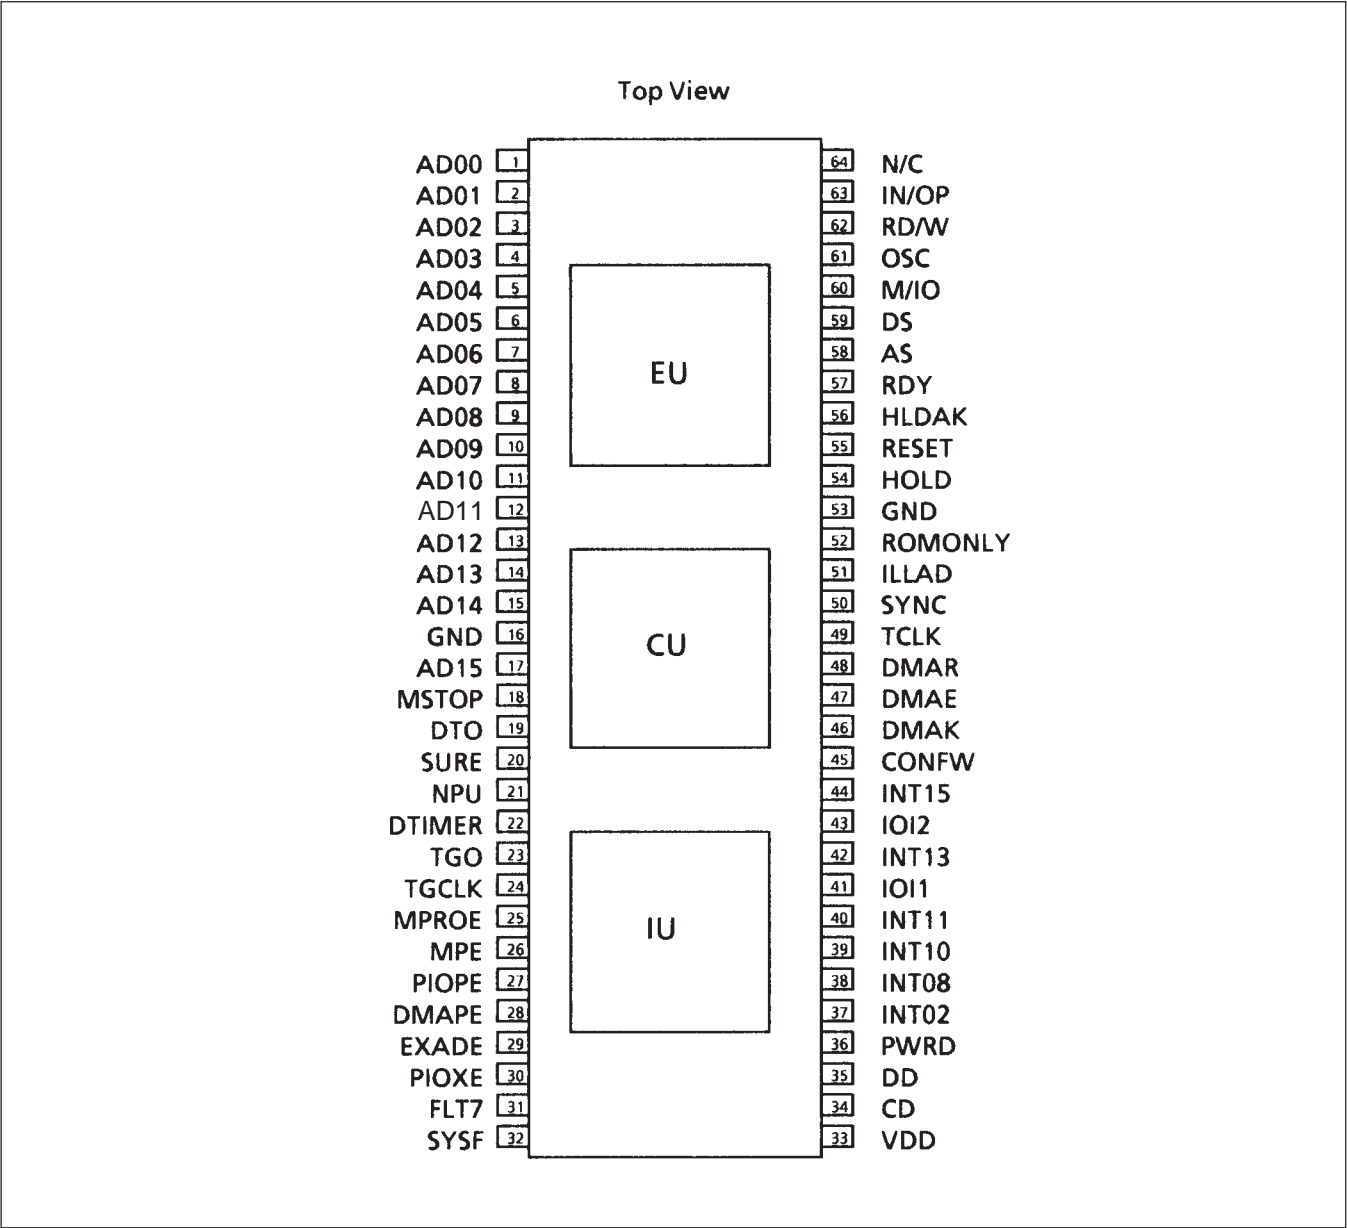 Top View
AD00 1 64 N/C
AD01 2 63 IN/OP
AD02 3 62 RD/W
AD03 4 61 OSC
AD04 5 60 M/IO
AD05 6 59 DS
AD06 7 58 AS
AD07 8 57 RDY
EU
AD08 9 56 HLDAK
AD09 10 55 RESET
AD10 11 54 HOLD
AD11 12 53 GND
AD12 13 52 ROMONLY
AD13 14 51 ILLAD
AD14 15 50 SYNC
GND 16 49 TCLK
CU
AD15 17 48 DMAR
MSTOP 18 47 DMAE
DTO 19 46 DMAK
SURE 20 45 CONFW
NPU 21 44 INT15
DTIMER 22 43 IOI2
TGO 23 42 INT13
TGCLK 24 41 IOI1
MPROE 25 40 INT11
IU
MPE 26 39 INT10
PIOPE 27 38 INT08
DMAPE 28 37 INT02
EXADE 29 36 PWRD
PIOXE 30 35 DD
FLT7 31 34 CD
SYSF 32 33 VDD